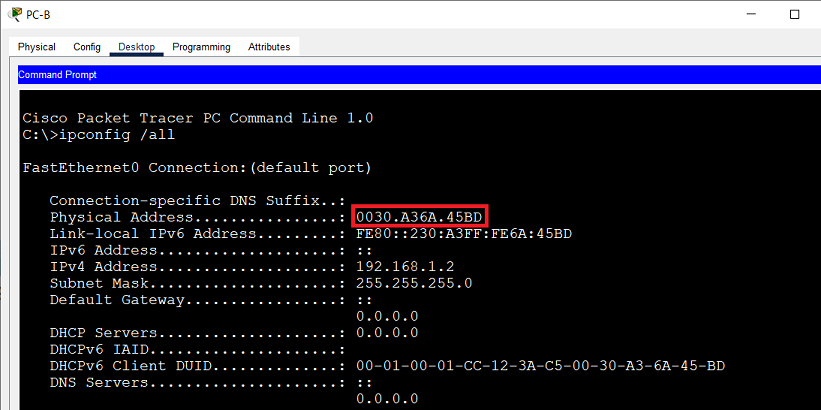 PC-B
Physical Config Desktop Programming Attributes
Command Prompt
Cisco Packet Tracer PC Command Line 1.0
C:\>ipconfig /all
FastEthernet0 Connection:(default port)
Connection-specific DNS Suffix..:
Physical Address................: 0030.A36A.45BD
Link-local IPv6 Address.........: FE80::230:A3FF:FE6A:45BD
IPv6 Address....................: ::
IPv4 Address....................: 192.168.1.2
Subnet Mask.....................: 255.255.255.0
Default Gateway.................: ::
0.0.0.0
DHCP Servers....................: 0.0.0.0
DHCPv6 IAID.....................:
DHCPv6 Client DUID..............: 00-01-00-01-CC-12-3A-C5-00-30-A3-6A-45-BD
DNS Servers.....................: ::
0.0.0.0